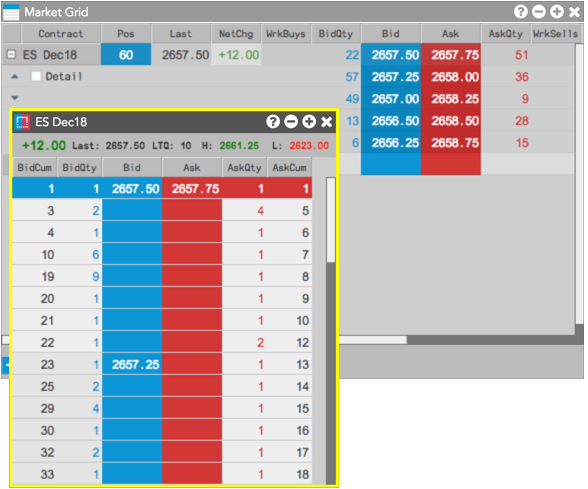 Market Grid
Contract Pos Last NetChg WrkBuys BidQty Bid Ask AskQty WrkSells
ES Dec18 60 2657.50 +12.00 22 2657.50 2657.75 51
Detail 57 2657.25 2658.00 36
49 2657.00 2658.25 9
13 2656.50 2658.50 28
6 2656.25 2658.75 15
ES Dec18
+12.00 Last: 2657.50 LTQ: 10 H: 2661.25 L: 2623.00
BidCum BidQty Bid Ask AskQty AskCum
1 1 2657.50 2657.75 1 1
3 2 4 5
4 1 1 6
10 6 1 7
19 9 1 8
20 1 1 9
21 1 1 10
22 1 2 12
23 1 2657.25 1 13
25 2 1 14
29 4 1 15
30 1 1 16
32 2 1 17
33 1 1 18